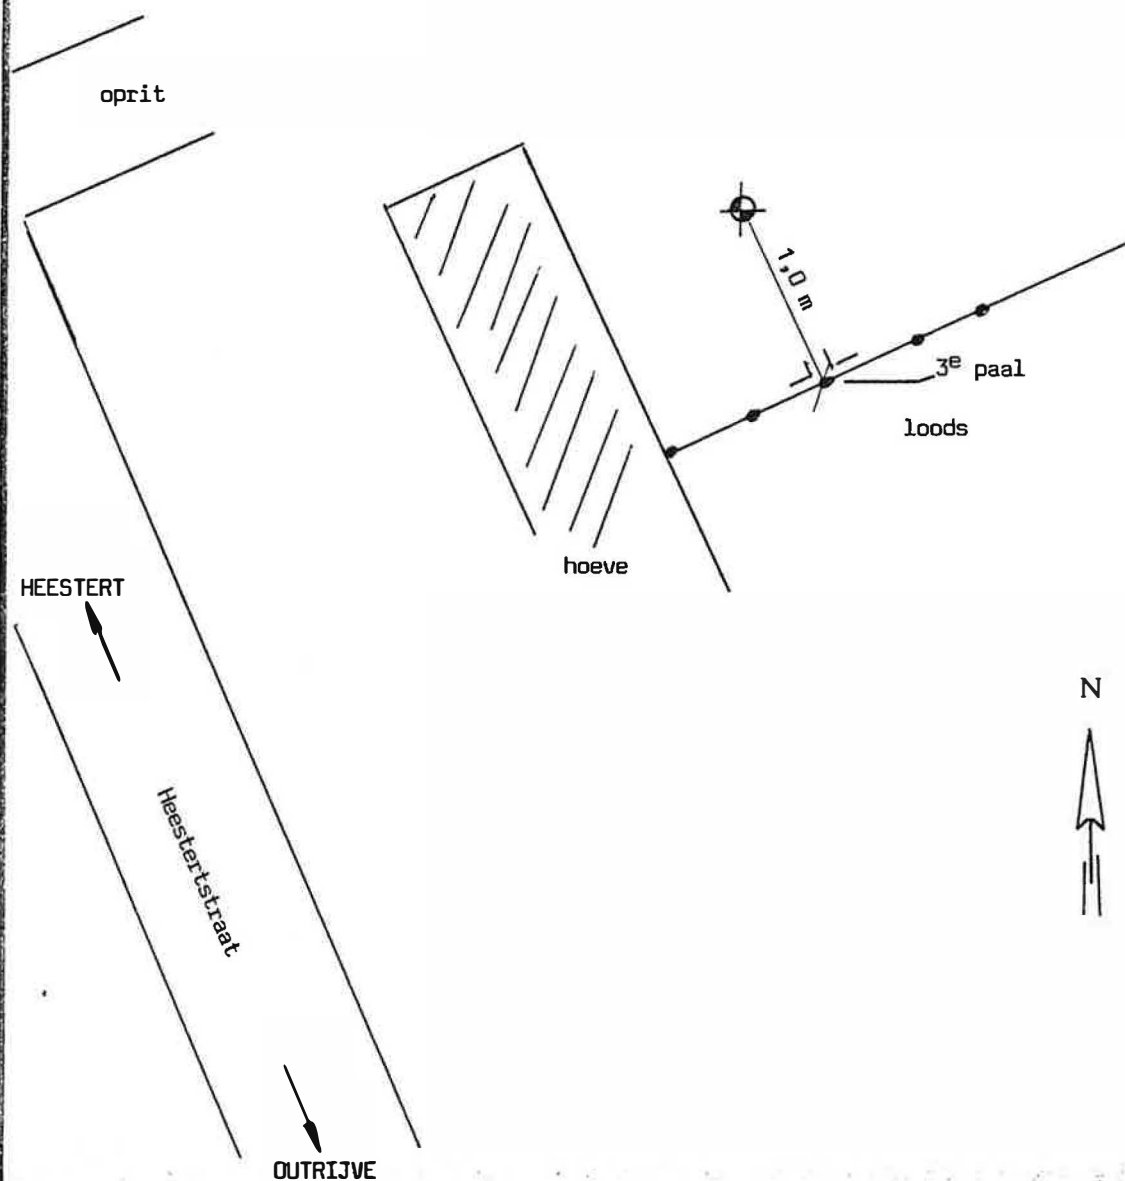 oprit
1,0 m
3e paal
loods
hoeve
HEESTERT
N
Heestertstraat
OUTRIJVE